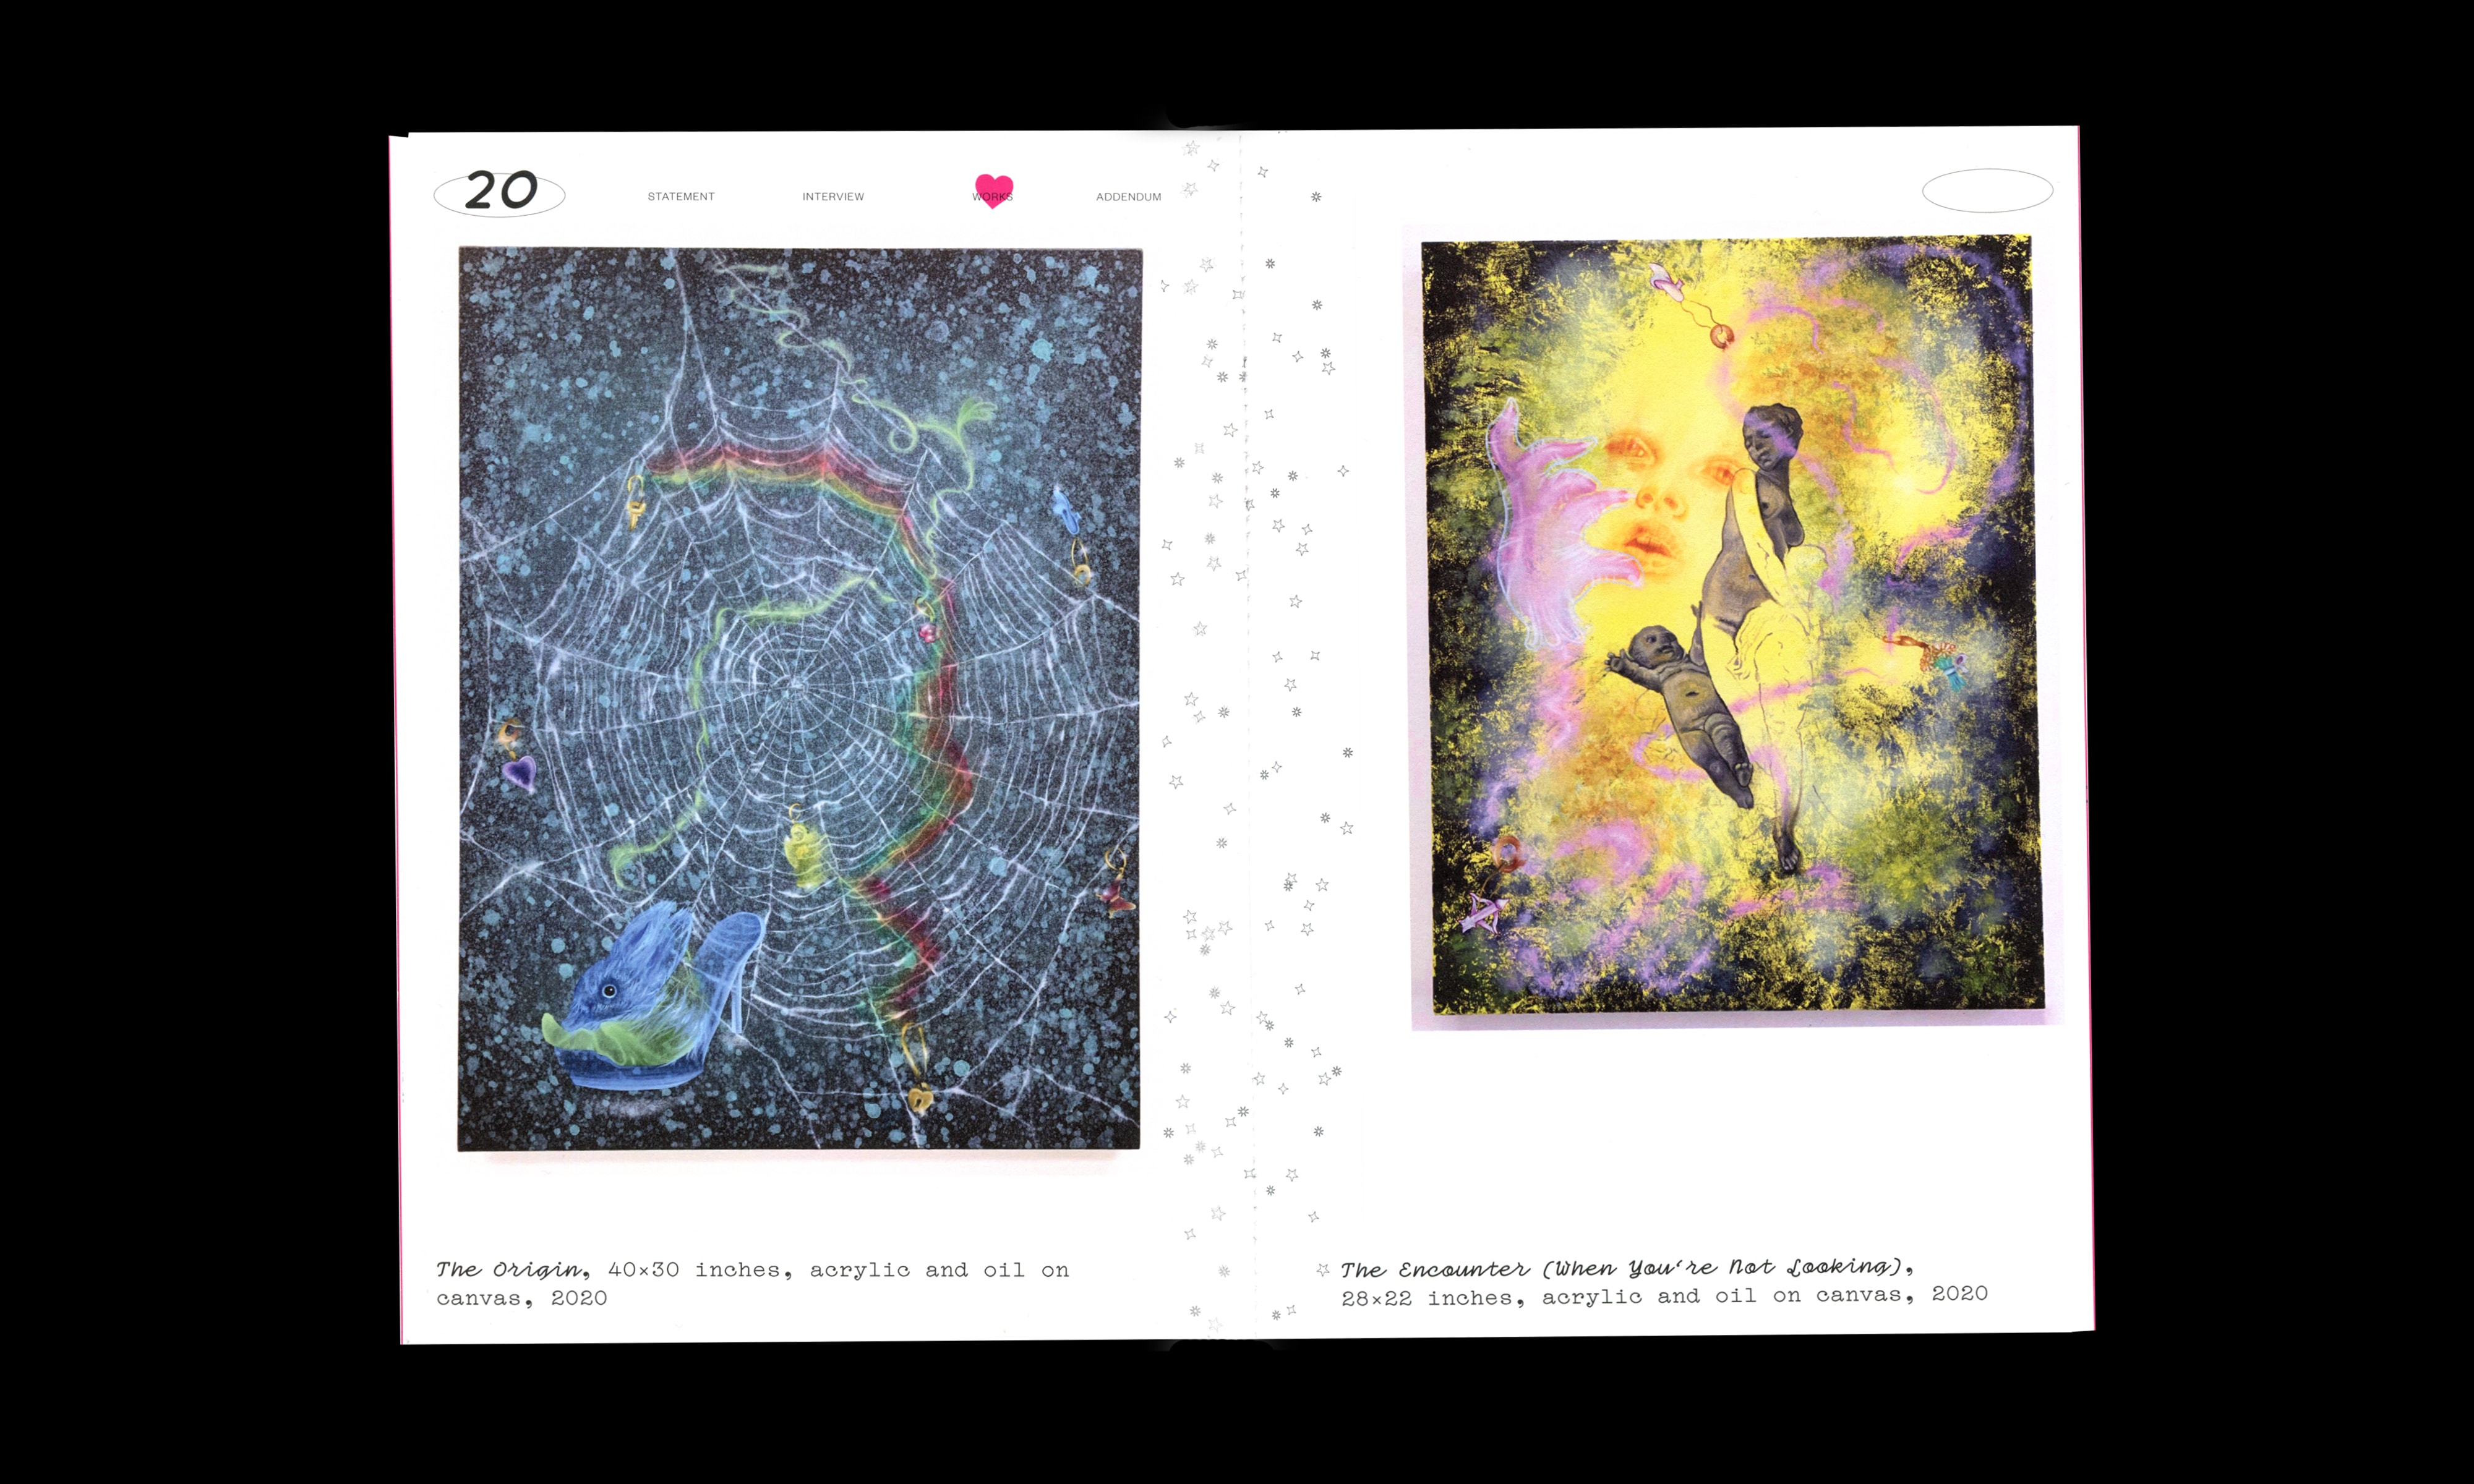 20
STATEMENT INTERVIEW WORKS ADDENDUM
The Origin, 40×30 inches, acrylic and oil on
canvas, 2020
The Encounter (When You're Not Looking),
28×22 inches, acrylic and oil on canvas, 2020